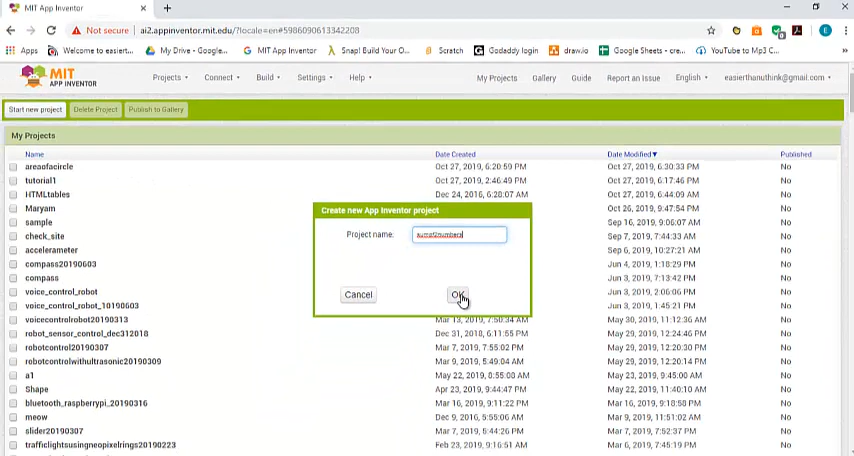 MIT App Inventor
Not secure
ai2.appinventor.mit.edu/?locale=en#5986090613342208
Apps
Welcome to easiert...
My Drive - Google...
MIT App Inventor
Snap! Build Your O...
Scratch
Godaddy login
draw.io
Google Sheets - cre...
YouTube to Mp3 C...
MIT
APP INVENTOR
Projects
Connect
Build
Settings
Help
My Projects
Gallery
Guide
Report an Issue
English
easierthanuthink@gmail.com
Start new project
Delete Project
Publish to Gallery
My Projects
Name Date Created Date Modified Published
areaofacircle Oct 27, 2019, 6:20:59 PM Oct 27, 2019, 6:30:33 PM No
tutorial1 Oct 27, 2019, 2:46:49 PM Oct 27, 2019, 6:17:46 PM No
HTMLtables Dec 24, 2016, 6:20:07 AM Oct 27, 2019, 6:44:09 AM No
Maryam Oct 26, 2019, 9:47:54 PM No
sample Sep 16, 2019, 9:06:07 AM No
check_site Sep 7, 2019, 7:44:33 AM No
accelerameter Sep 6, 2019, 10:27:21 AM No
compass20190603 Jun 4, 2019, 1:18:29 PM No
compass Jun 3, 2019, 7:13:42 PM No
voice_control_robot Jun 3, 2019, 2:06:06 PM No
voice_control_robot_10190603 Jun 3, 2019, 1:45:21 PM No
voicecontrolrobot20190313 Mar 13, 2019, 7:50:34 AM May 30, 2019, 11:12:36 AM No
robot_sensor_control_dec312018 Dec 31, 2018, 6:11:55 PM May 29, 2019, 12:24:46 PM No
robotcontrol20190307 Mar 7, 2019, 7:55:02 PM May 29, 2019, 12:20:30 PM No
robotcontrolwithultrasonic20190309 Mar 9, 2019, 5:49:04 AM May 29, 2019, 12:20:14 PM No
a1 May 22, 2019, 8:55:08 AM May 23, 2019, 9:45:00 AM No
Shape Apr 23, 2019, 9:44:47 PM May 22, 2019, 11:40:10 AM No
bluetooth_raspberrypi_20190316 Mar 16, 2019, 9:11:22 PM Mar 16, 2019, 9:18:58 PM No
meow Dec 9, 2016, 5:55:06 AM Mar 9, 2019, 11:51:02 AM No
slider20190307 Mar 7, 2019, 5:44:26 PM Mar 7, 2019, 7:52:37 PM No
trafficlightsusingneopixelrings20190223 Feb 23, 2019, 9:16:51 AM Mar 6, 2019, 7:45:19 PM No
Create new App Inventor project
Project name: sumof2numbers
Cancel
OK